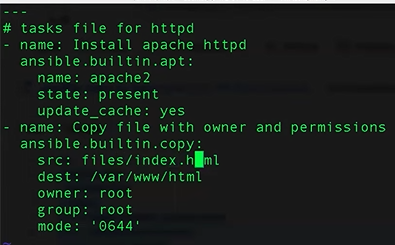 ---
# tasks file for httpd
- name: Install apache httpd
  ansible.builtin.apt:
    name: apache2
    state: present
    update_cache: yes
- name: Copy file with owner and permissions
  ansible.builtin.copy:
    src: files/index.html
    dest: /var/www/html
    owner: root
    group: root
    mode: '0644'
~